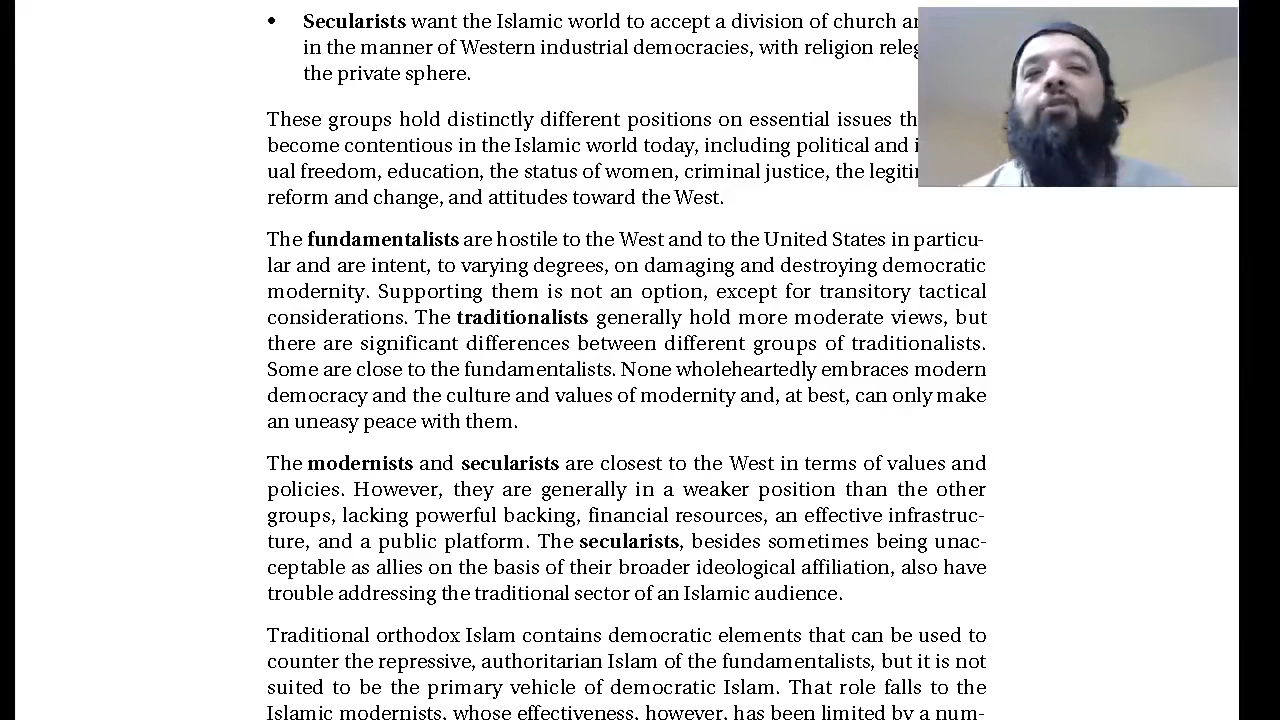 • Secularists want the Islamic world to accept a division of church
in the manner of Western industrial democracies, with religion
the private sphere.
These groups hold distinctly different positions on essential issues
become contentious in the Islamic world today, including political and
ual freedom, education, the status of women, criminal justice, the
reform and change, and attitudes toward the West.
The fundamentalists are hostile to the West and to the United States in particu-
lar and are intent, to varying degrees, on damaging and destroying democratic
modernity. Supporting them is not an option, except for transitory tactical
considerations. The traditionalists generally hold more moderate views, but
there are significant differences between different groups of traditionalists.
Some are close to the fundamentalists. None wholeheartedly embraces modern
democracy and the culture and values of modernity and, at best, can only make
an uneasy peace with them.
The modernists and secularists are closest to the West in terms of values and
policies. However, they are generally in a weaker position than the other
groups, lacking powerful backing, financial resources, an effective infrastruc-
ture, and a public platform. The secularists, besides sometimes being unac-
ceptable as allies on the basis of their broader ideological affiliation, also have
trouble addressing the traditional sector of an Islamic audience.
Traditional orthodox Islam contains democratic elements that can be used to
counter the repressive, authoritarian Islam of the fundamentalists, but it is not
suited to be the primary vehicle of democratic Islam. That role falls to the
Islamic modernists, whose effectiveness, however, has been limited by a num-